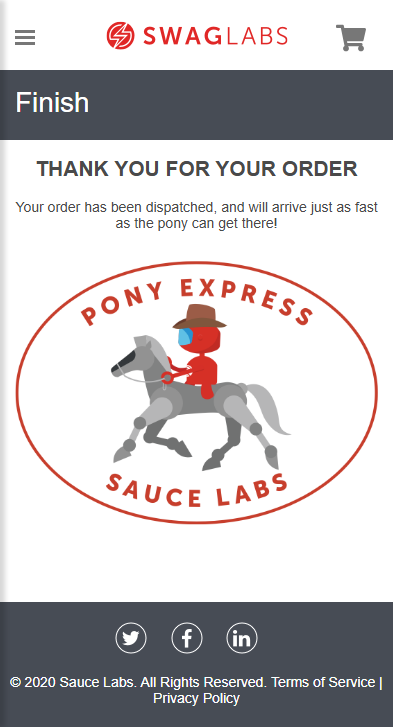 SWAGLABS
Finish
THANK YOU FOR YOUR ORDER
Your order has been dispatched, and will arrive just as fast
as the pony can get there!
PONY EXPRESS
SAUCE LABS
© 2020 Sauce Labs. All Rights Reserved. Terms of Service |
Privacy Policy